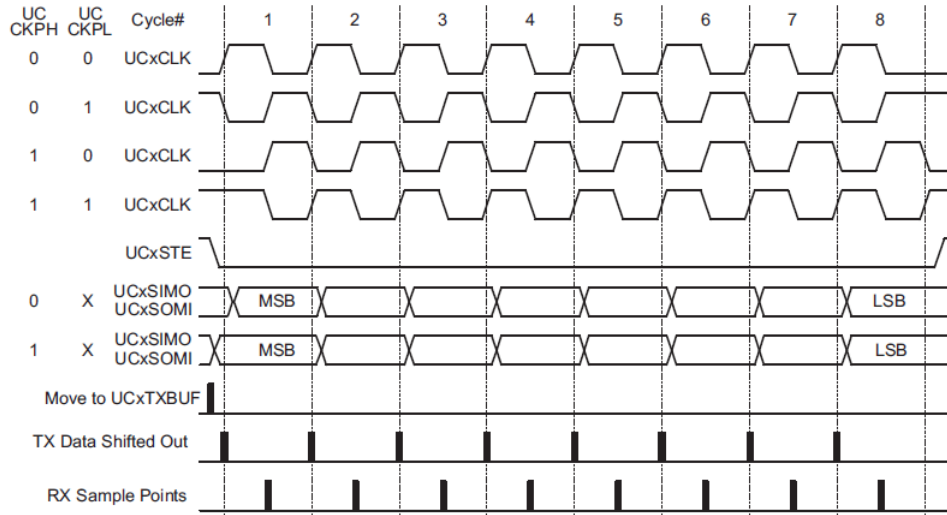 UC UC Cycle# 1 2 3 4 5 6 7 8
CKPH CKPL
0 0 UCxCLK
0 1 UCxCLK
1 0 UCxCLK
1 1 UCxCLK
UCxSTE
0 X UCxSIMO MSB LSB
UCxSOMI
1 X UCxSIMO MSB LSB
UCxSOMI
Move to UCxTXBUF
TX Data Shifted Out
RX Sample Points